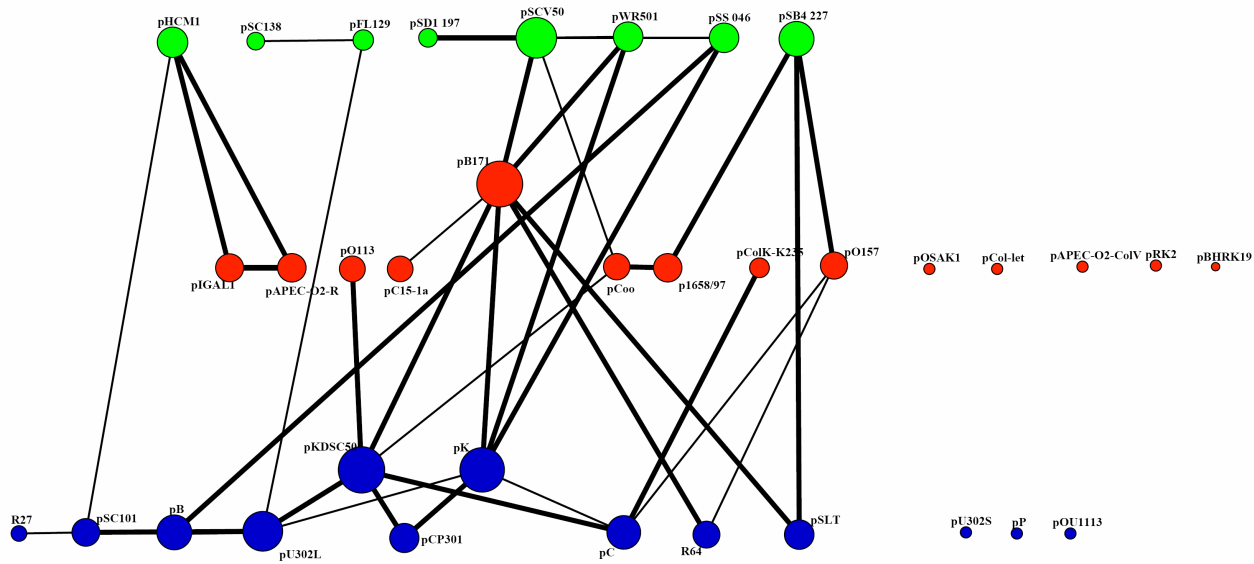 pHCM1
pSC138
pFL129
pSD1 197
pSCV50
pWR501
pSS 046
pSB4 227
pB171
pO113
pColK-K235
pO157
pIGAL1
pAPEC-O2-R
pC15-1a
pCoo
p1658/97
pOSAK1
pCol-let
pAPEC-O2-ColV
pRK2
pBHRK19
pKDSC50
pK
R27
pSC101
pB
pU302L
pCP301
pC
R64
pSLT
pU302S
pP
pOU1113